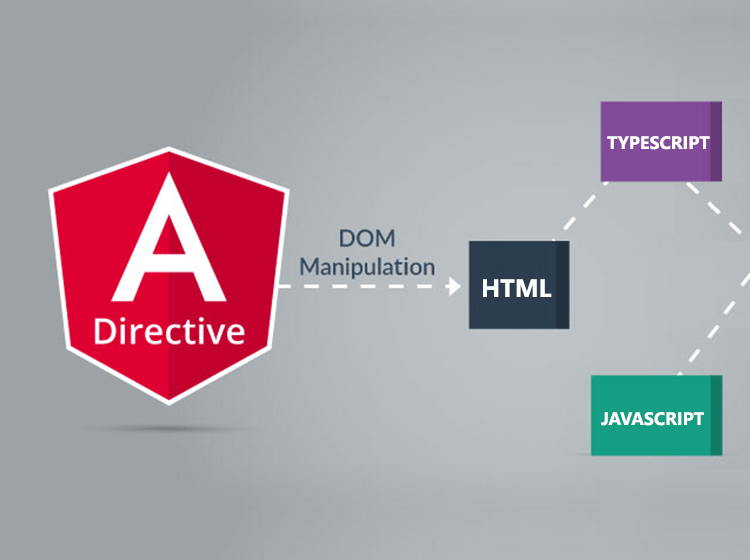 A
Directive
DOM
Manipulation
HTML
TYPESCRIPT
JAVASCRIPT